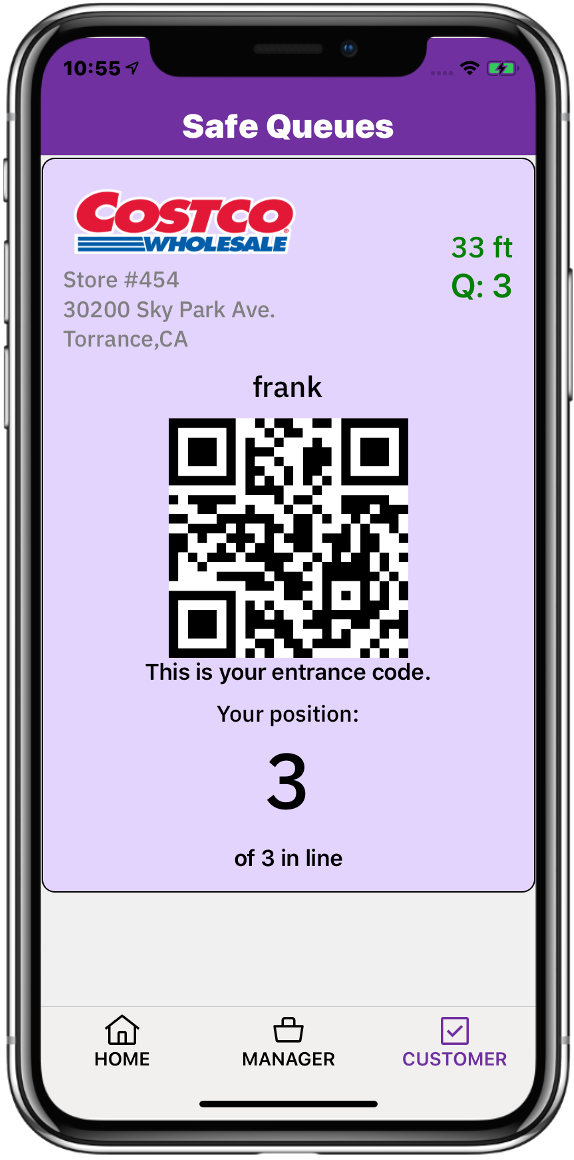 10:55
Safe Queues
COSTCO
WHOLESALE
33 ft
Q: 3
Store #454
30200 Sky Park Ave.
Torrance,CA
frank
This is your entrance code.
Your position:
3
of 3 in line
HOME
MANAGER
CUSTOMER